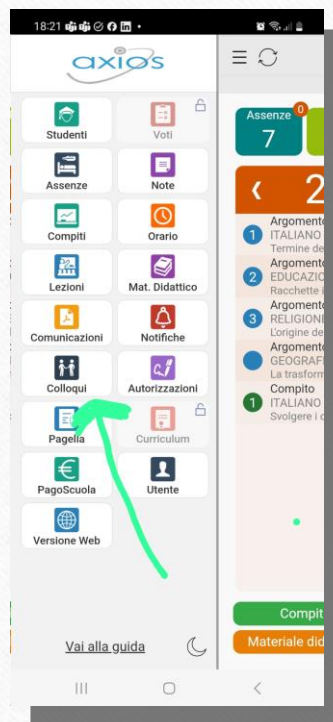 18:21
axios
Studenti
Voti
Assenze
Note
Compiti
Orario
Lezioni
Mat. Didattico
Comunicazioni
Notifiche
Colloqui
Autorizzazioni
Pagella
Curriculum
PagoScuola
Utente
Versione Web
Vai alla guida
Assenze 0
7
2
Argomento
1 ITALIANO
Termine de
Argomento
2 EDUCAZIO
Racchette i
Argomento
3 RELIGIONE
L'origine de
Argomento
GEOGRAFI
La trasform
Compito
1 ITALIANO
Svolgere i c
Compit
Materiale did